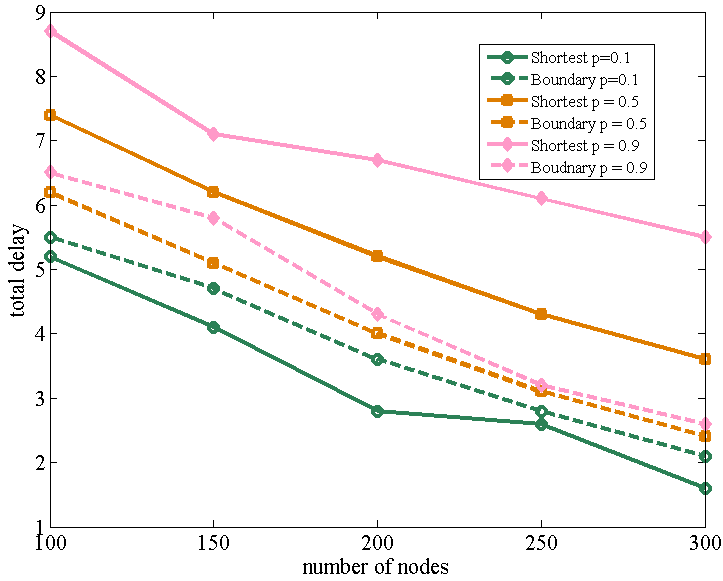 9
8
7
6
5
4
3
2
1
total delay
Shortest p=0.1
Boundary p=0.1
Shortest p = 0.5
Boundary p = 0.5
Shortest p = 0.9
Boudnary p = 0.9
100 150 200 250 300
number of nodes